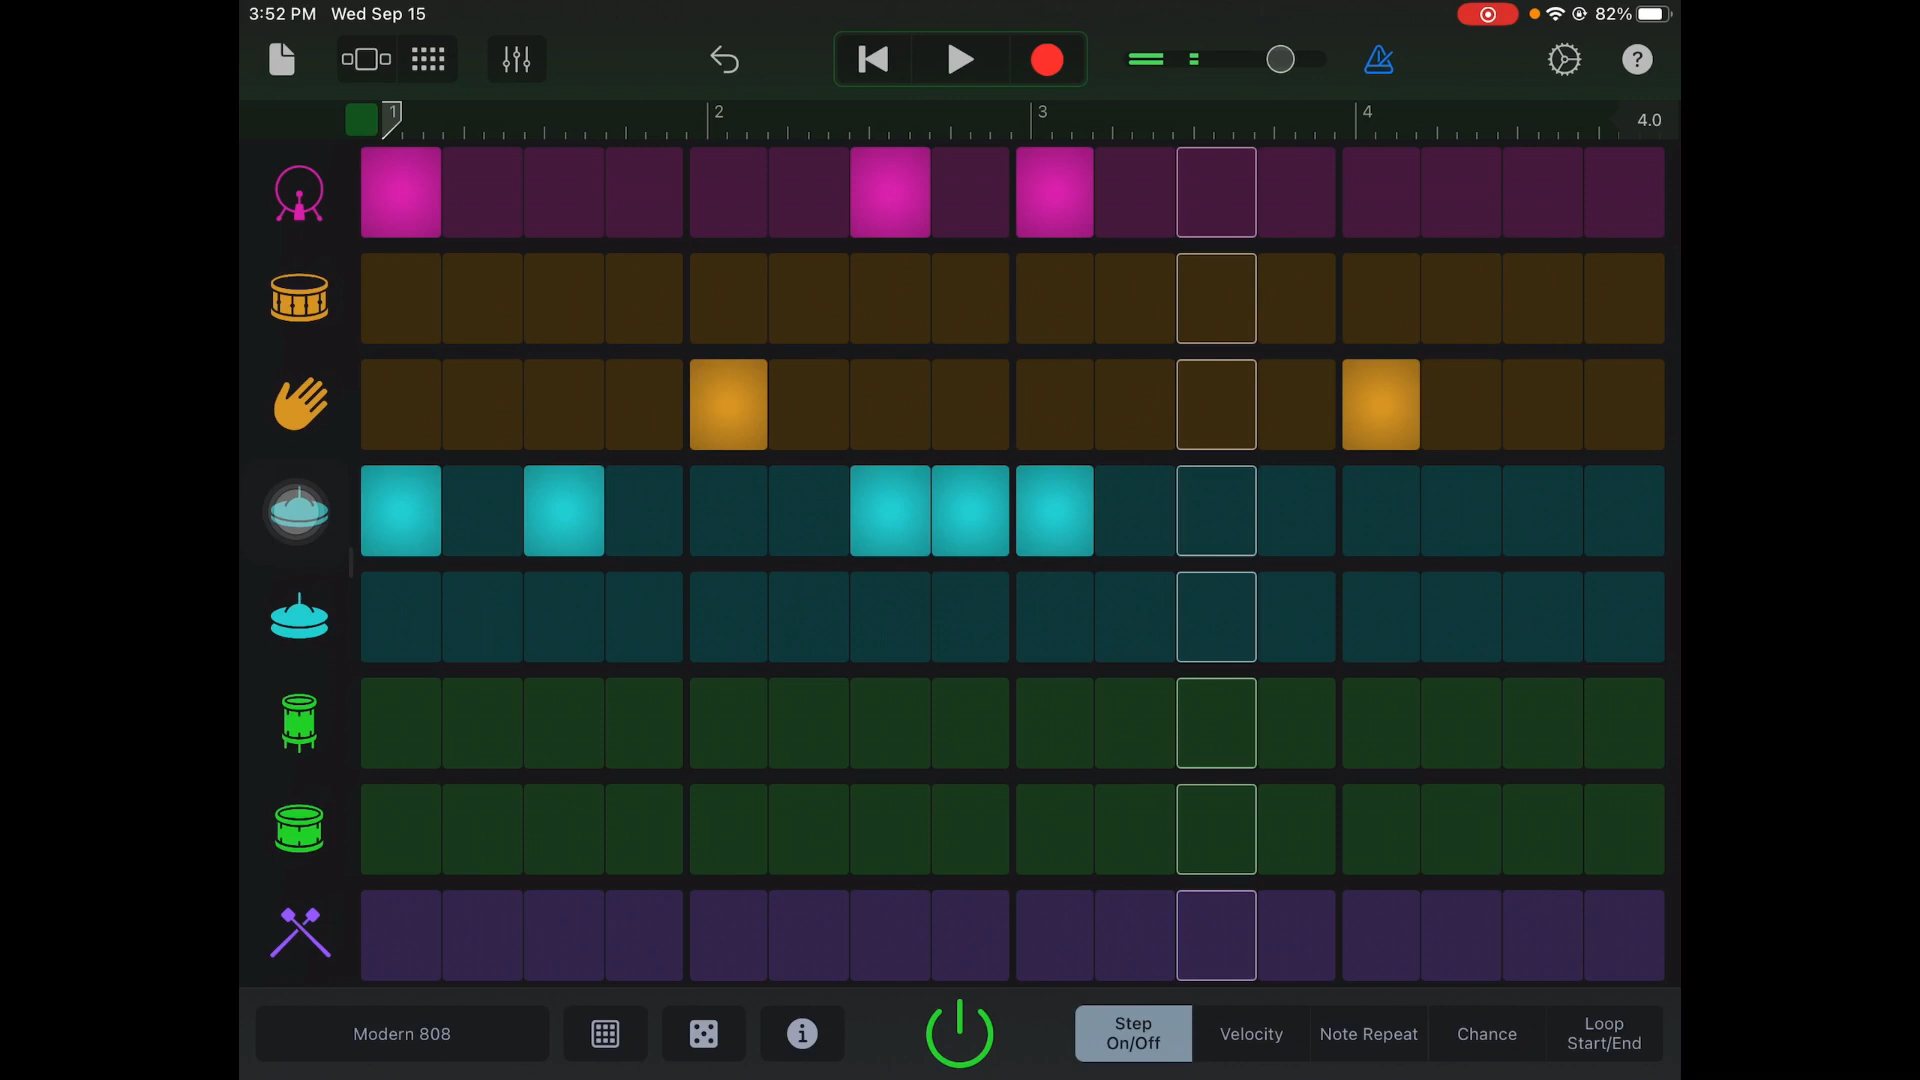 3:52 PM Wed Sep 15
82%
?
1 2 3 4
4.0
Modern 808
i
Step
On/Off
Velocity
Note Repeat
Chance
Loop
Start/End